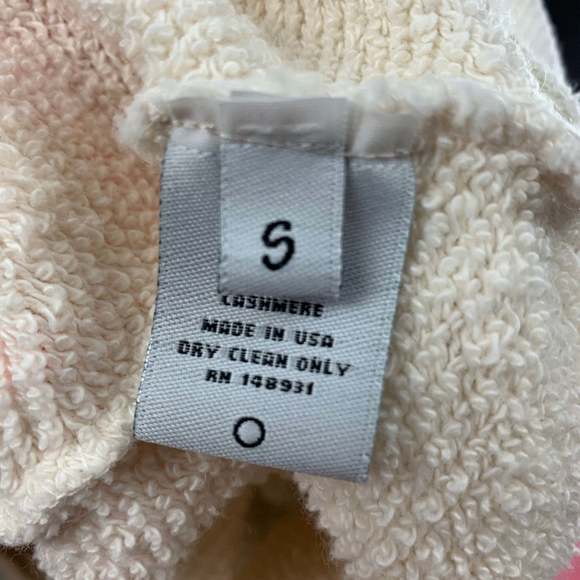 S
CASHMERE
MADE IN USA
DRY CLEAN ONLY
RN 148931